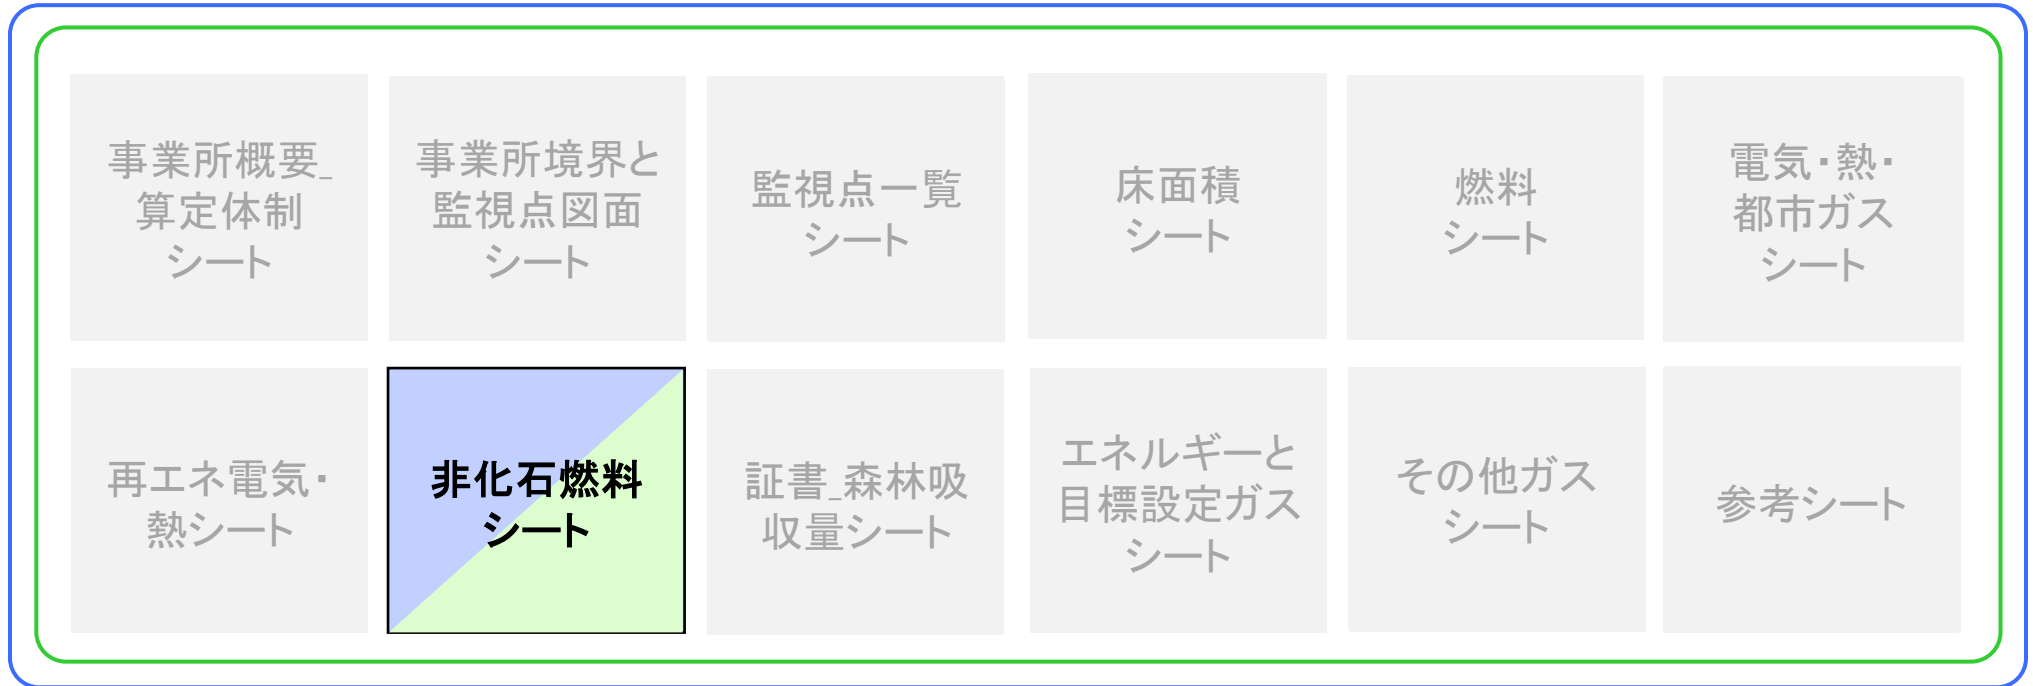 事業所概要_
算定体制
シート
事業所境界と
監視点図面
シート
監視点一覧
シート
床面積
シート
燃料
シート
電気・熱・
都市ガス
シート
再エネ電気・
熱シート
非化石燃料
シート
証書_森林吸
収量シート
エネルギーと
目標設定ガス
シート
その他ガス
シート
参考シート